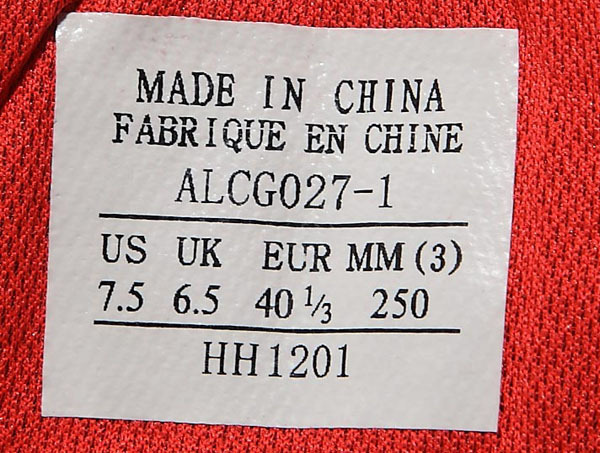 MADE IN CHINA
FABRIQUE EN CHINE
ALCG027-1
US UK EUR MM (3)
7.5 6.5 40 1/3 250
HH1201